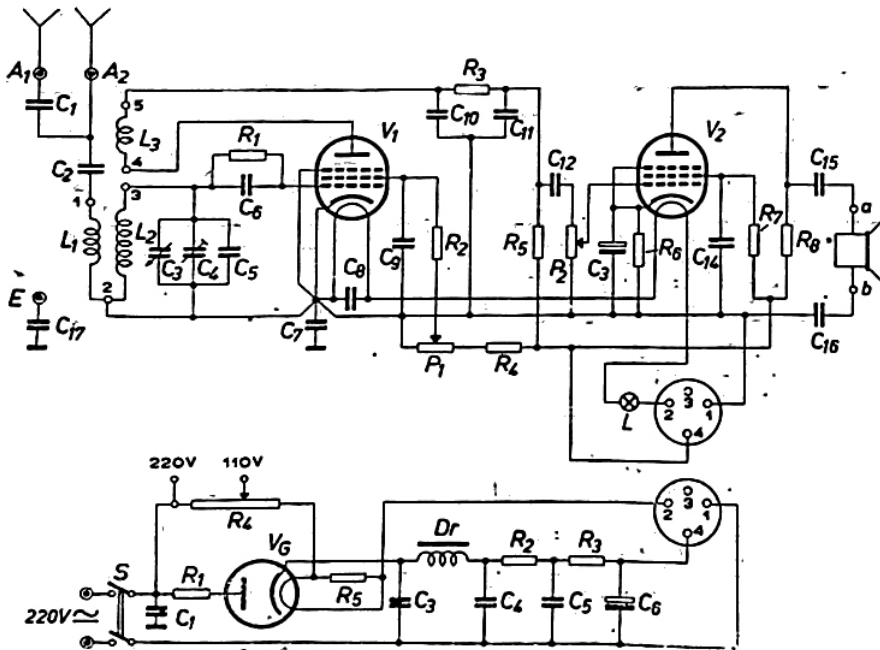 A1 A2
C1
5
R3
V1
C10
C11
V2
L3
R1
4
C2
3
C12
C15
1
C6
a
L1
L2
R2
R5
P2
R6
R7
R8
C3 C4 C5
C8
C9
C3
C14
b
E
2
C17
C7
C16
P1
R4
L
2 3 1
4
220V 110V
R4
2 3 1
4
S
R1
VG
Dr
R2
R3
R5
220V
C1
C3
C4
C5
C6